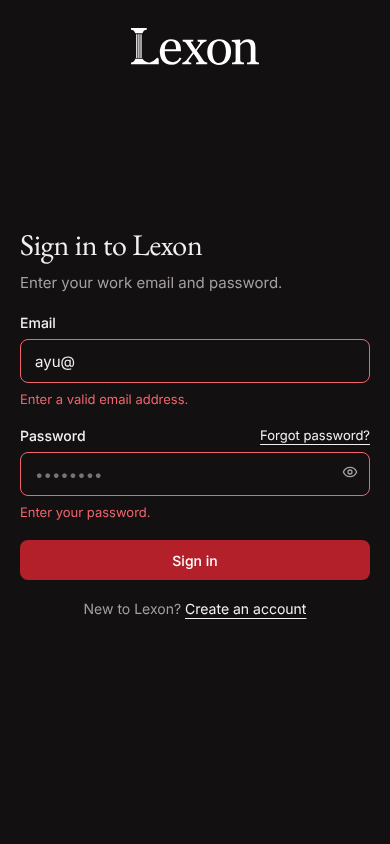 Lexon
Sign in to Lexon
Enter your work email and password.
Email
ayu@
Enter a valid email address.
Password Forgot password?
••••••••
Enter your password.
Sign in
New to Lexon? Create an account